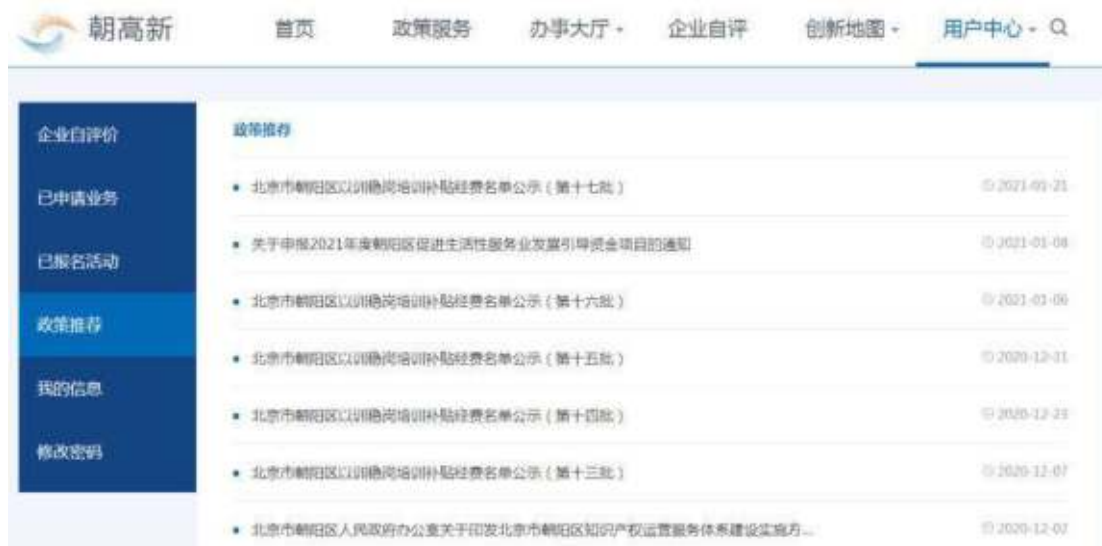 朝高新
首页 政策服务 办事大厅 企业自评 创新地图 用户中心
企业自评价
已申请业务
已报名活动
政策推荐
我的信息
修改密码
政策推荐
北京市朝阳区以训稳岗培训补贴经费名单公示(第十七批) 2021-01-21
关于申报2021年度朝阳区促进生活性服务业发展引导资金项目的通知 2021-01-08
北京市朝阳区以训稳岗培训补贴经费名单公示(第十六批) 2021-01-06
北京市朝阳区以训稳岗培训补贴经费名单公示(第十五批) 2020-12-31
北京市朝阳区以训稳岗培训补贴经费名单公示(第十四批) 2020-12-23
北京市朝阳区以训稳岗培训补贴经费名单公示(第十三批) 2020-12-07
北京市朝阳区人民政府办公室关于印发北京市朝阳区知识产权运营服务体系建设实施方... 2020-12-02